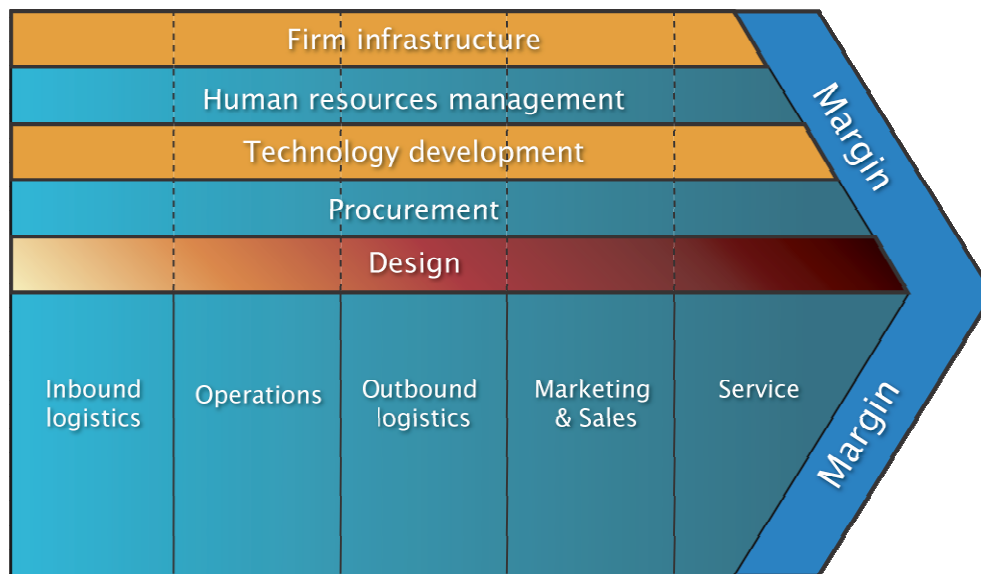 Firm infrastructure
Human resources management
Technology development
Procurement
Design
Margin
Inbound
logistics
Operations
Outbound
logistics
Marketing
& Sales
Service
Margin